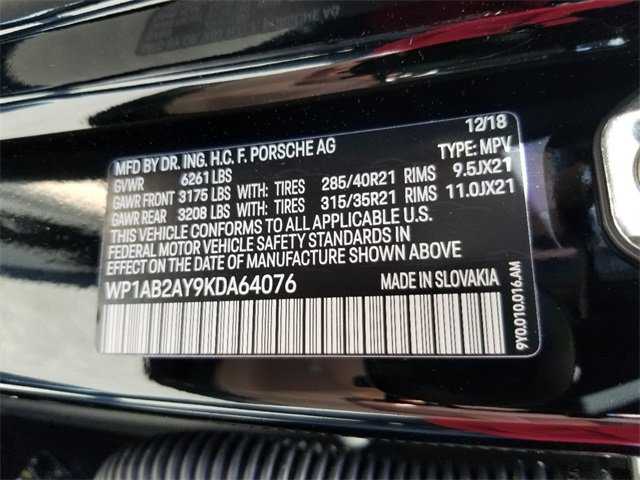 12/18
MFD BY DR. ING. H.C. F. PORSCHE AG TYPE: MPV
GVWR 6261 LBS
GAWR FRONT 3175 LBS WITH: TIRES 285/40R21 RIMS 9.5JX21
GAWR REAR 3208 LBS WITH: TIRES 315/35R21 RIMS 11.0JX21
THIS VEHICLE CONFORMS TO ALL APPLICABLE U.S.
FEDERAL MOTOR VEHICLE SAFETY STANDARDS IN
EFFECT ON THE DATE OF MANUFACTURE SHOWN ABOVE
WP1AB2AY9KDA64076 MADE IN SLOVAKIA
9Y0.010.016.AM